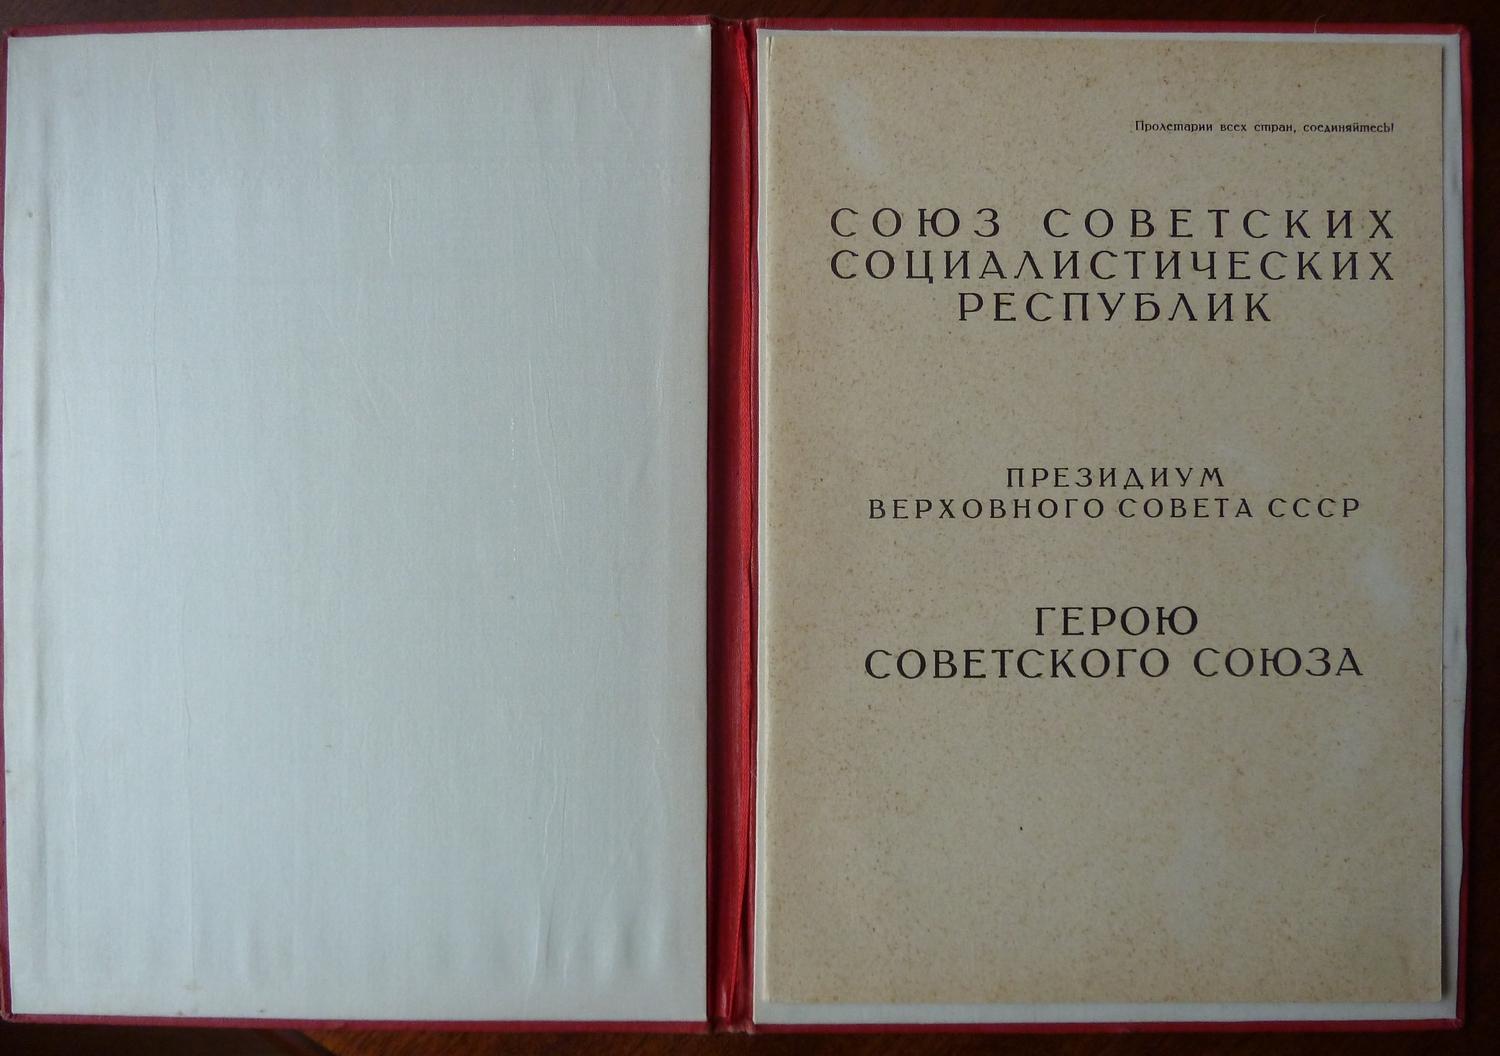 Пролетарии всех стран, соединяйтесь!
СОЮЗ СОВЕТСКИХ
СОЦИАЛИСТИЧЕСКИХ
РЕСПУБЛИК
ПРЕЗИДИУМ
ВЕРХОВНОГО СОВЕТА СССР
ГЕРОЮ
СОВЕТСКОГО СОЮЗА